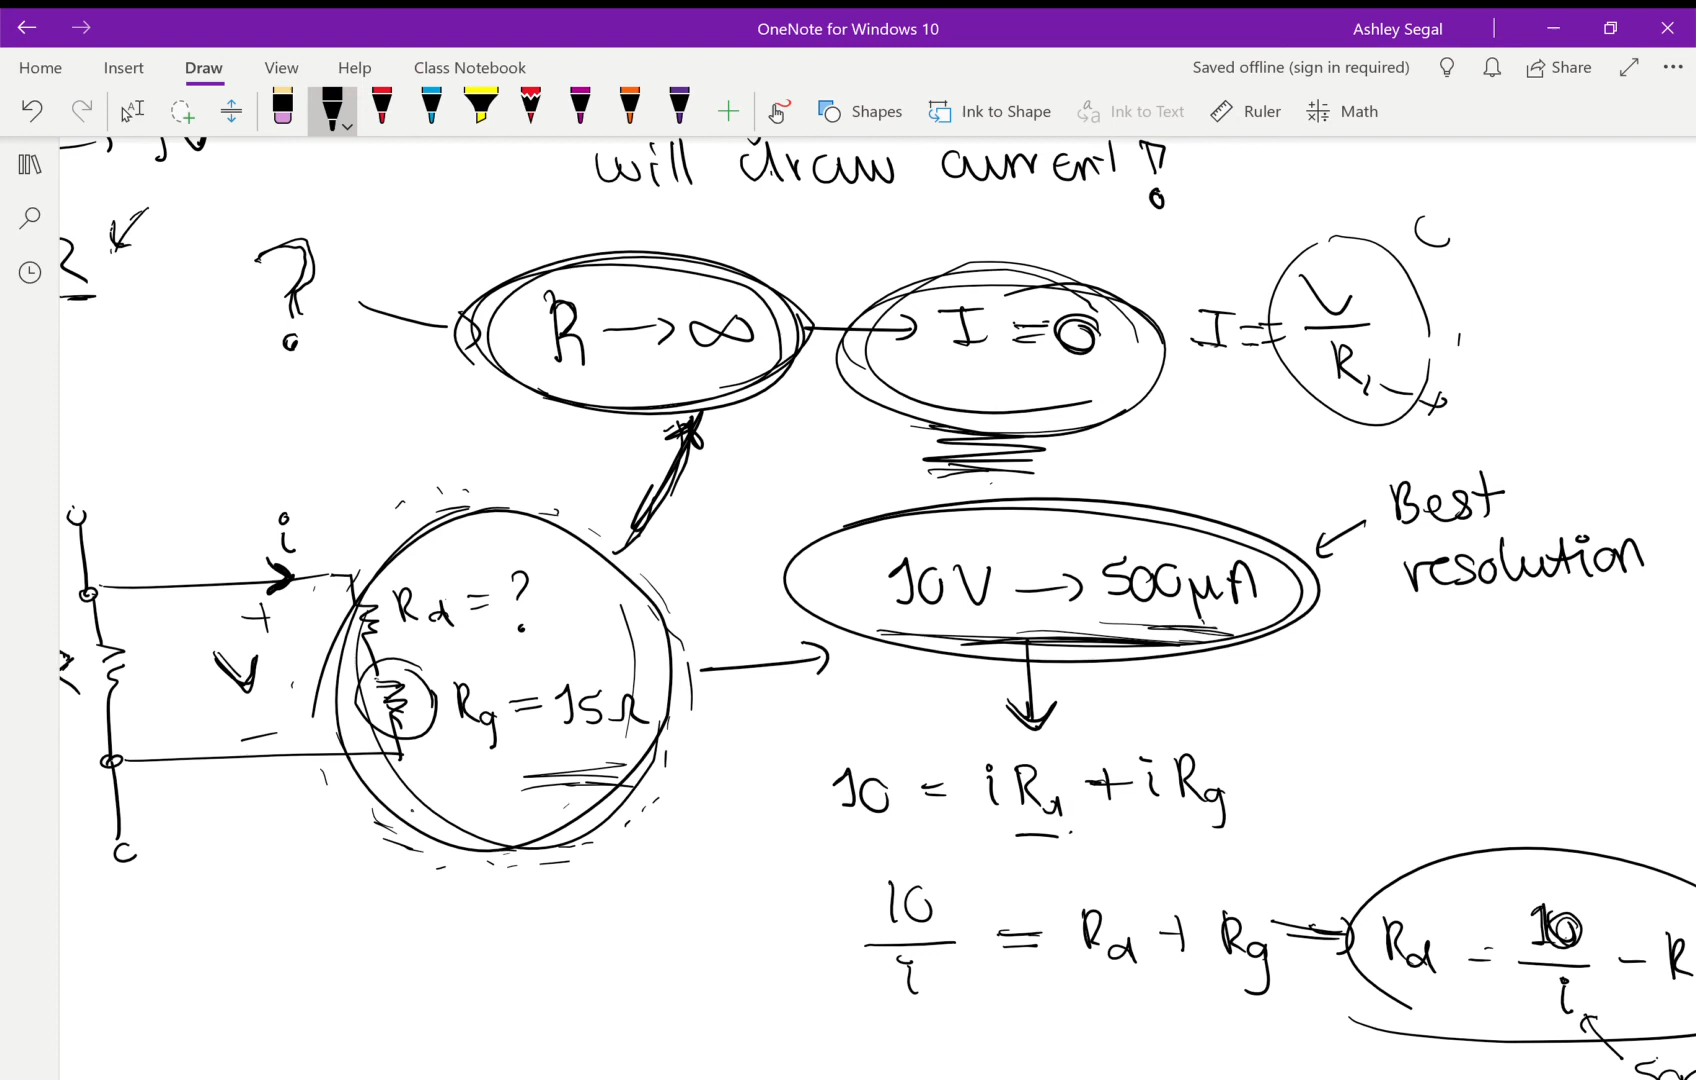 OneNote for Windows 10
Ashley Segal
Home Insert Draw View Help Class Notebook
Saved offline (sign in required)
Share
Shapes
Ink to Shape
Ink to Text
Ruler
Math
will draw current!
R
?
R → ∞
I = 0
I = V/R
Best
resolution
i
+
V
-
Rd = ?
Rg = 15Ω
10V → 500μA
10 = iRd + iRg
10/i = Rd + Rg ⇒ Rd = 10/i - R